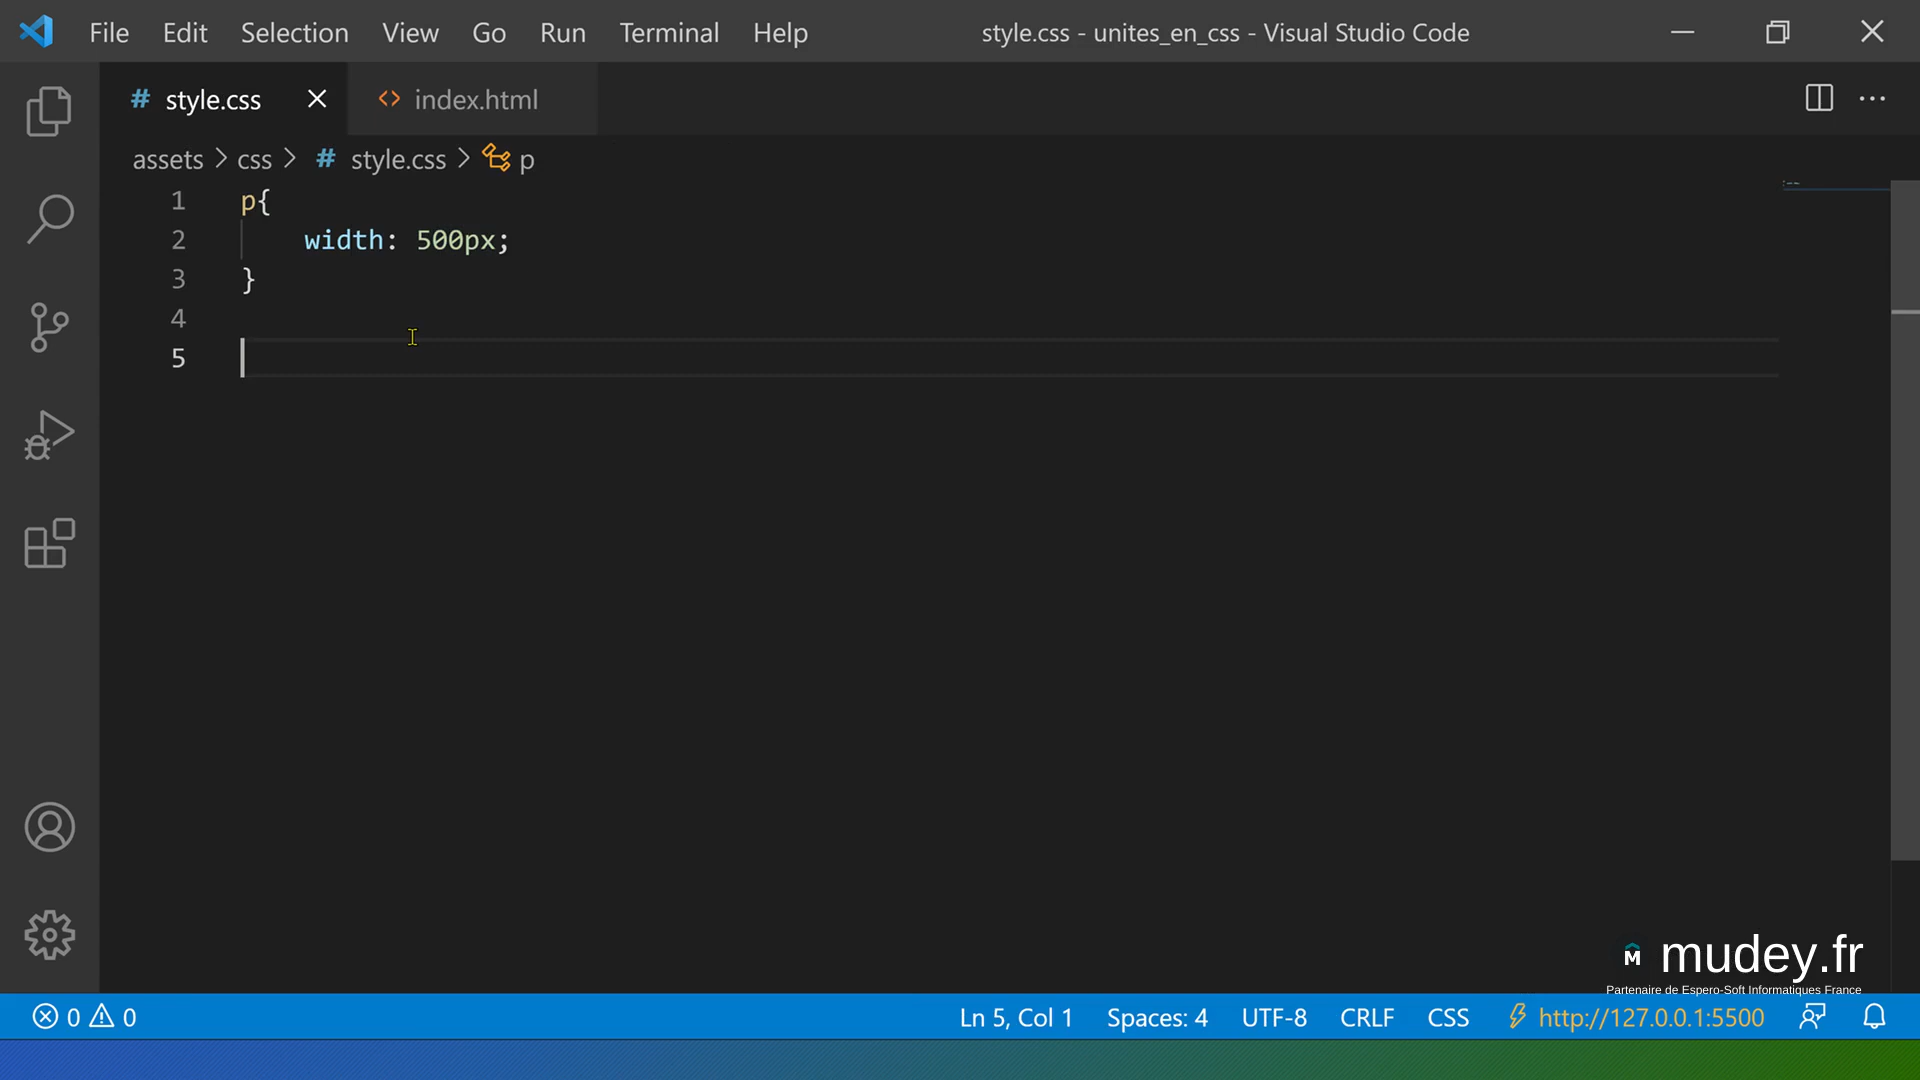 File Edit Selection View Go Run Terminal Help style.css - unites_en_css - Visual Studio Code
# style.css index.html
assets > css > # style.css > p
1 p{
2 width: 500px;
3 }
4
5
M mudey.fr
Partenaire de Espero-Soft Informatiques France
0 0 Ln 5, Col 1 Spaces: 4 UTF-8 CRLF CSS http://127.0.0.1:5500